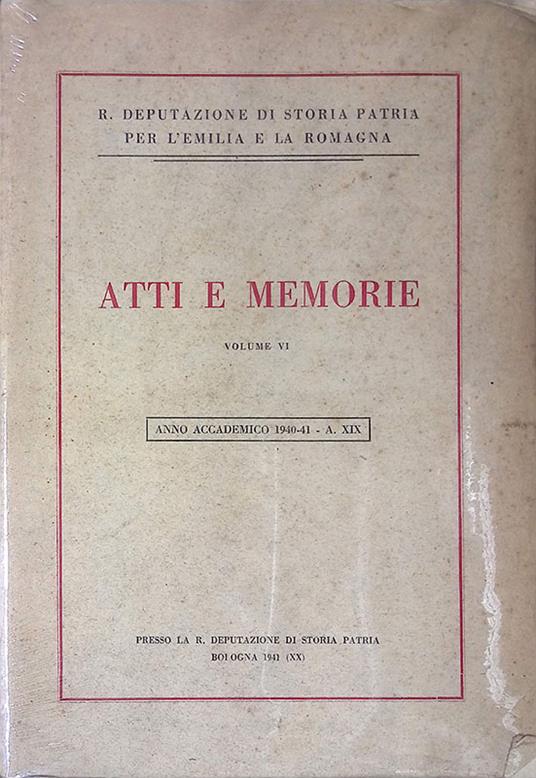 R. DEPUTAZIONE DI STORIA PATRIA
PER L'EMILIA E LA ROMAGNA
ATTI E MEMORIE
VOLUME VI
ANNO ACCADEMICO 1940-41 - A. XIX
PRESSO LA R. DEPUTAZIONE DI STORIA PATRIA
BOLOGNA 1941 (XX)